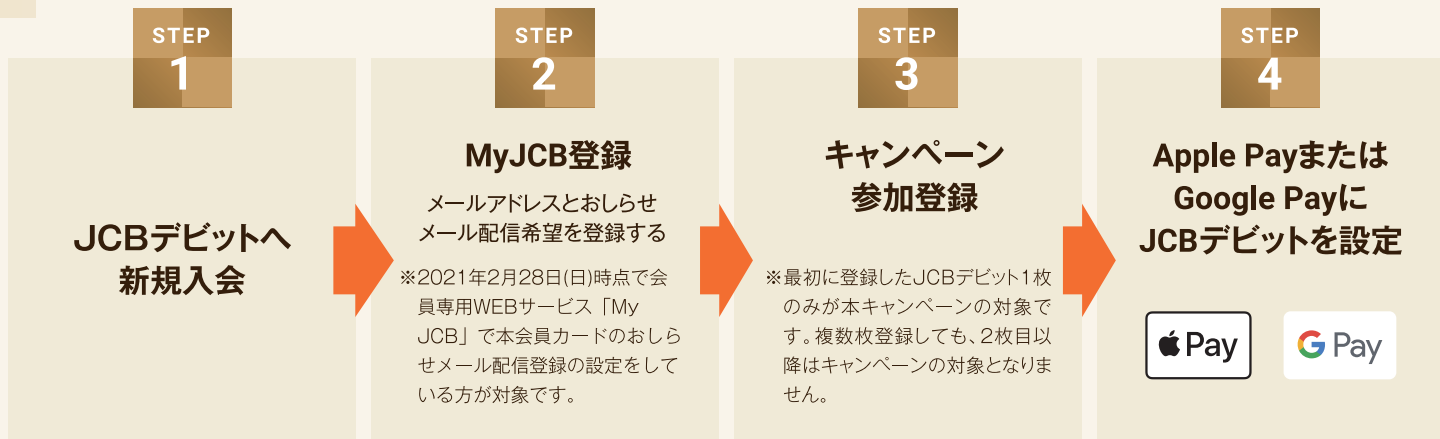 STEP
1
JCBデビットへ
新規入会
STEP
2
MyJCB登録
メールアドレスとおしらせ
メール配信希望を登録する
※2021年2月28日(日)時点で会
員専用WEBサービス「My
JCB」で本会員カードのおしら
せメール配信登録の設定をして
いる方が対象です。
STEP
3
キャンペーン
参加登録
※最初に登録したJCBデビット1枚
のみが本キャンペーンの対象で
す。複数枚登録しても、2枚目以
降はキャンペーンの対象となりま
せん。
STEP
4
Apple Payまたは
Google Payに
JCBデビットを設定
Pay
G Pay